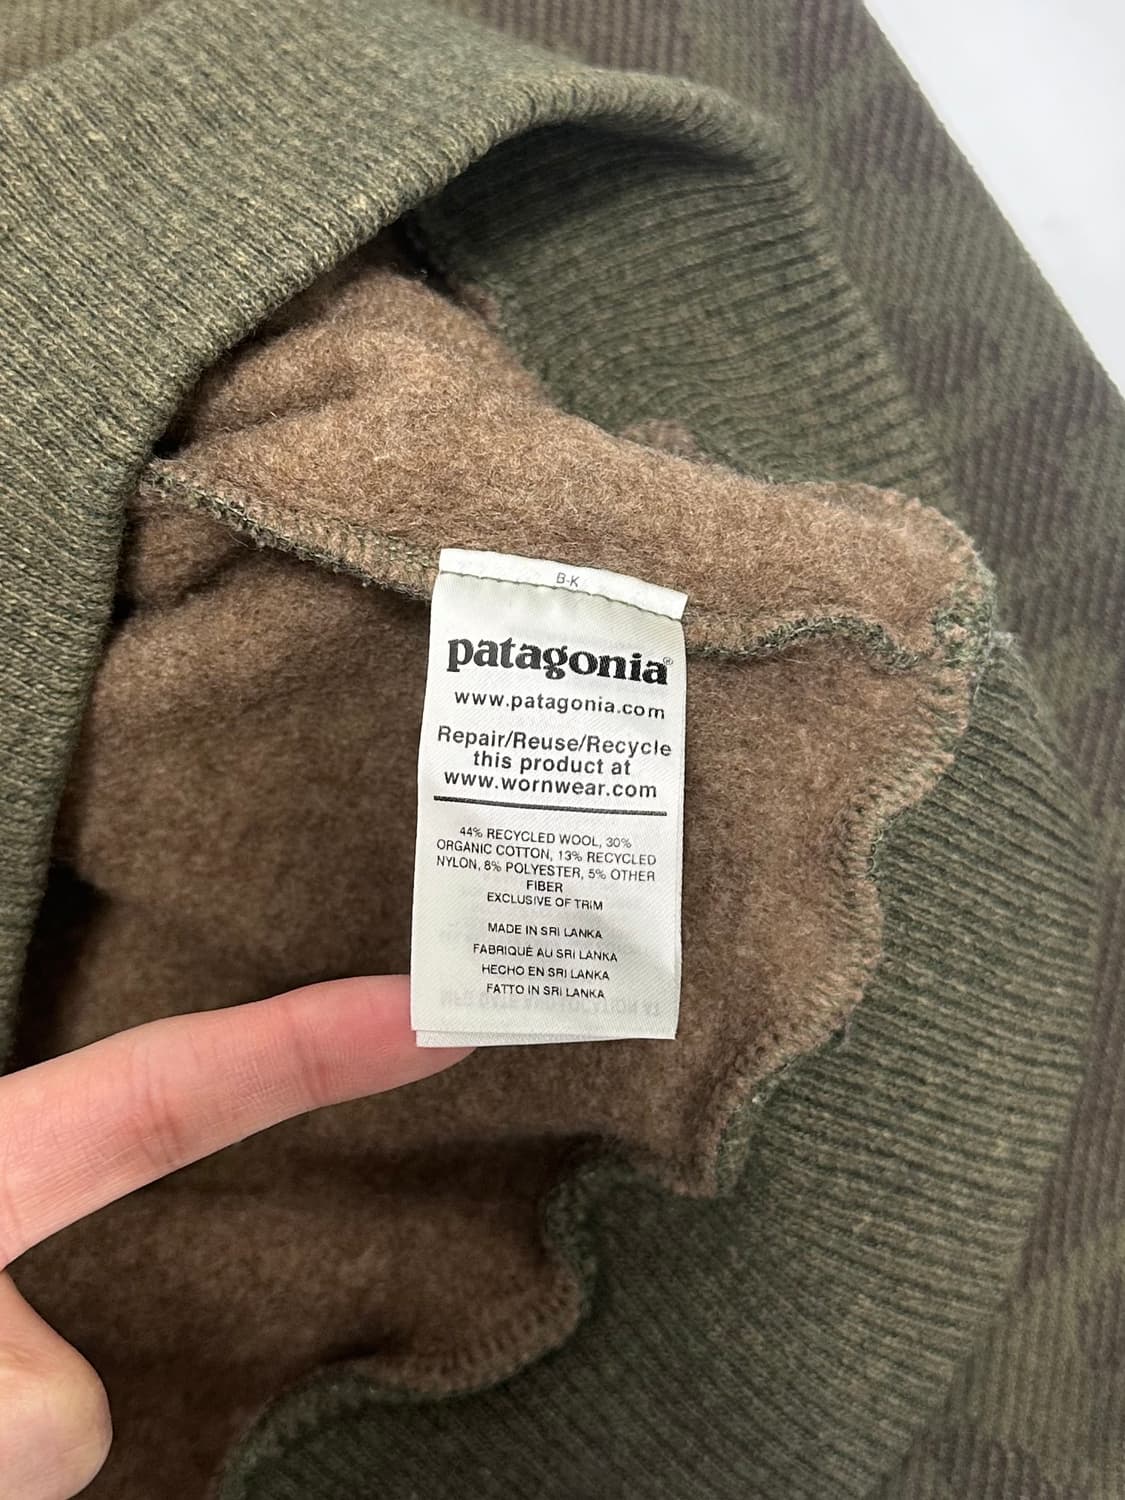 B-K
patagonia®
www.patagonia.com
Repair/Reuse/Recycle
this product at
www.wornwear.com
44% RECYCLED WOOL, 30%
ORGANIC COTTON, 13% RECYCLED
NYLON, 8% POLYESTER, 5% OTHER
FIBER
EXCLUSIVE OF TRIM
MADE IN SRI LANKA
FABRIQUÉ AU SRI LANKA
HECHO EN SRI LANKA
FATTO IN SRI LANKA